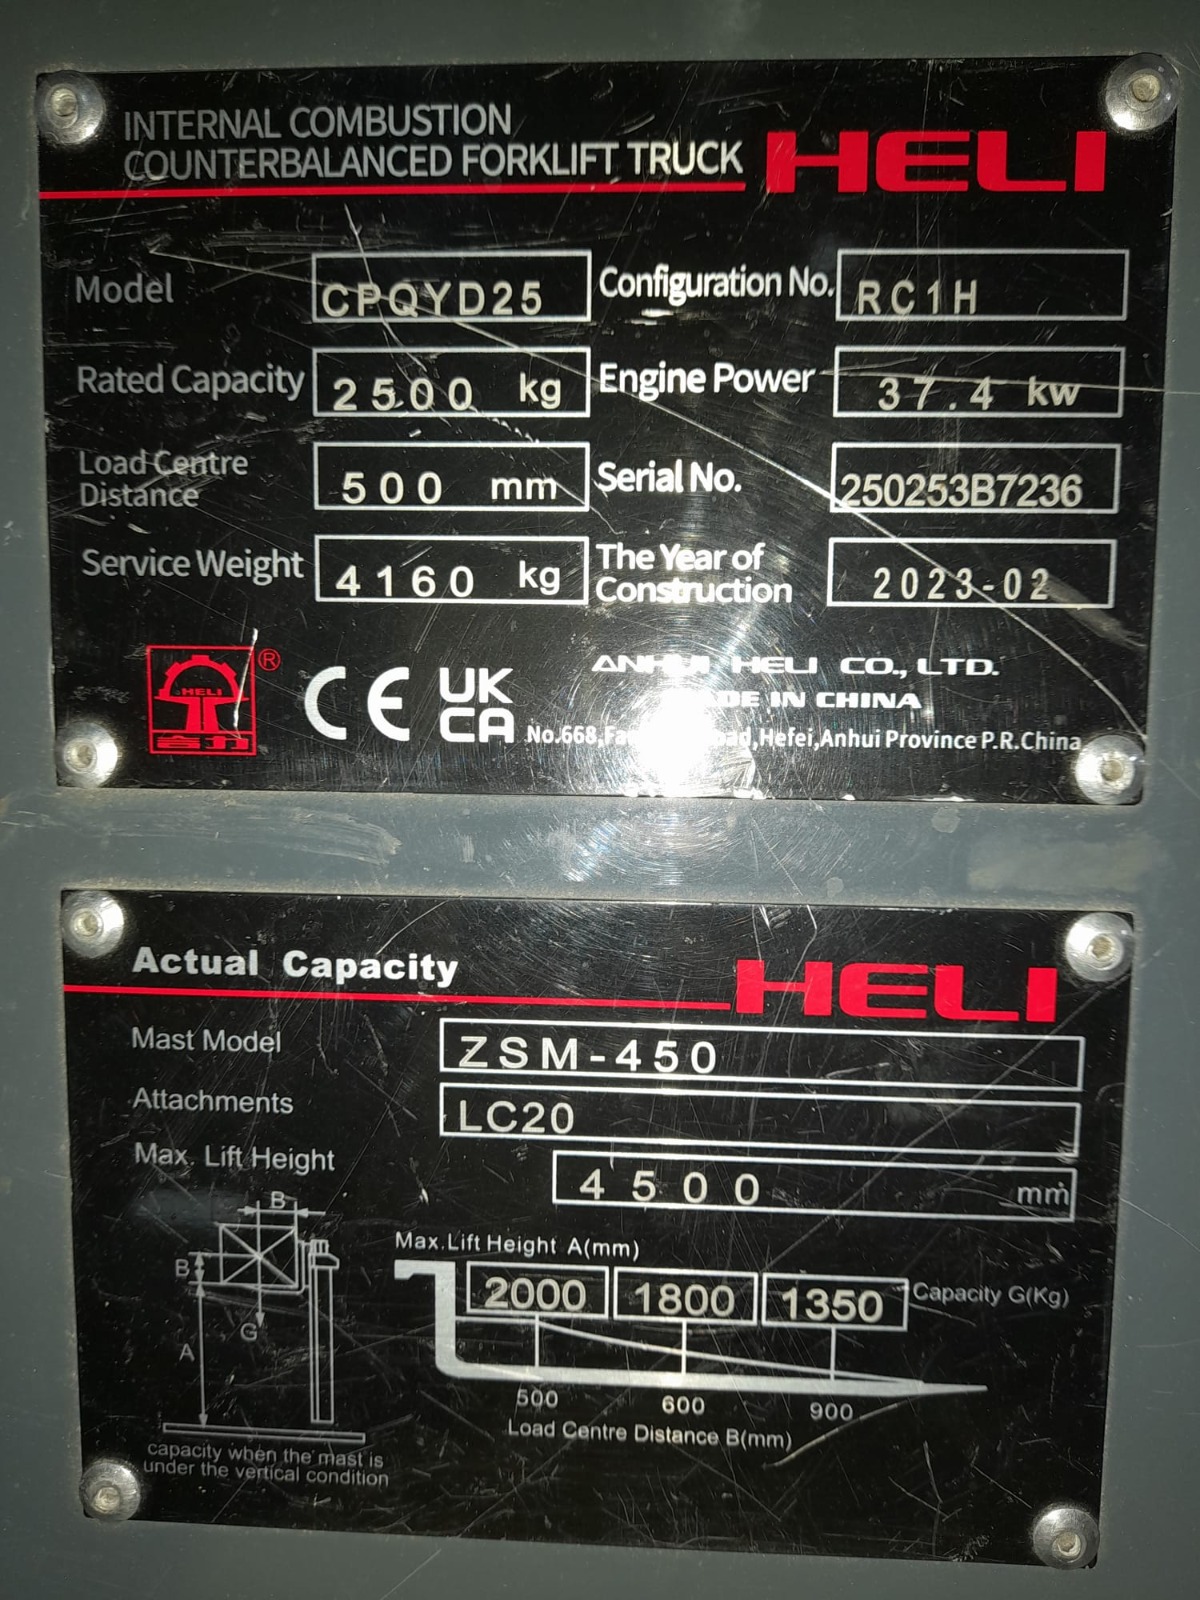 INTERNAL COMBUSTION
COUNTERBALANCED FORKLIFT TRUCK
HELI
Model CPQYD25 Configuration No. RC1H
Rated Capacity 2500 kg Engine Power 37.4 kw
Load Centre Distance 500 mm Serial No. 250253B7236
Service Weight 4160 kg The Year of Construction 2023-02
HELI
合力
®
CE
UK
CA
ANHUI HELI CO., LTD.
MADE IN CHINA
No.668, Hefei, Anhui Province P.R.China
Actual Capacity HELI
Mast Model ZSM-450
Attachments LC20
Max. Lift Height 4500 mm
B
B
G
A
capacity when the mast is
under the vertical condition
Max.Lift Height A(mm)
2000 1800 1350 Capacity G(Kg)
500 600 900
Load Centre Distance B(mm)